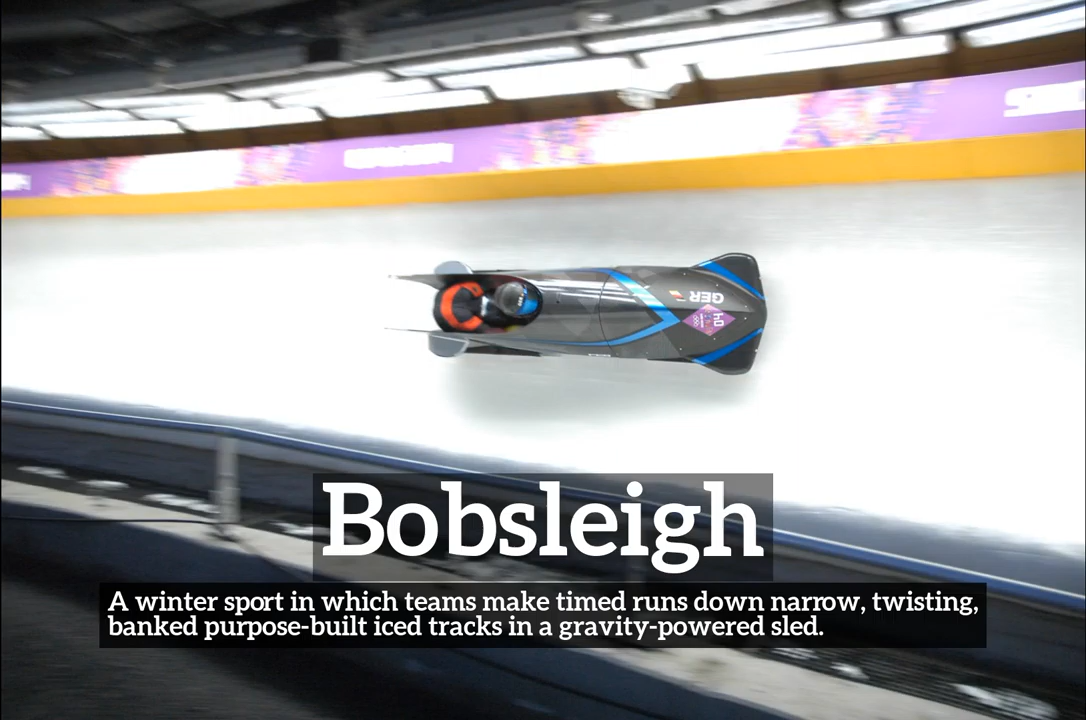 GER
Bobsleigh
A winter sport in which teams make timed runs down narrow, twisting,
banked purpose-built iced tracks in a gravity-powered sled.